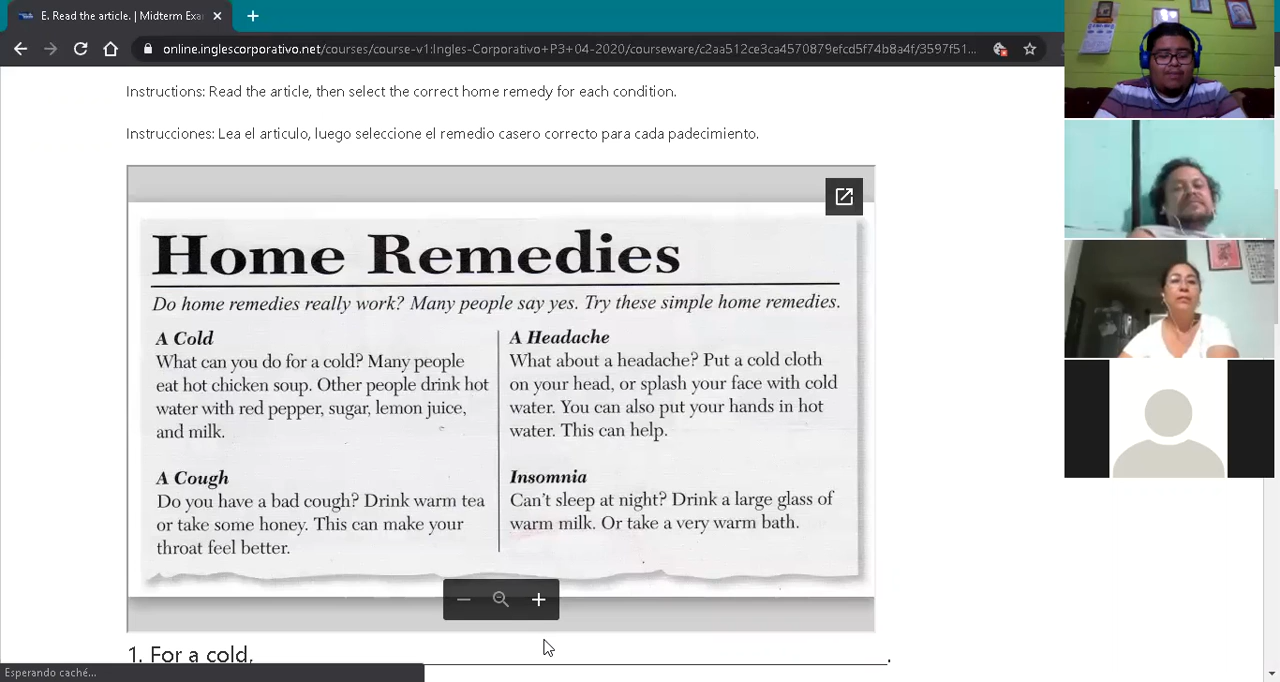 E. Read the article. | Midterm Exa
online.inglescorporativo.net/courses/course-v1:Ingles-Corporativo+P3+04-2020/courseware/c2aa512ce3ca4570879efcd5f74b8a4f/3597f51...
Instructions: Read the article, then select the correct home remedy for each condition.
Instrucciones: Lea el articulo, luego seleccione el remedio casero correcto para cada padecimiento.
Home Remedies
Do home remedies really work? Many people say yes. Try these simple home remedies.
A Cold
What can you do for a cold? Many people
eat hot chicken soup. Other people drink hot
water with red pepper, sugar, lemon juice,
and milk.
A Cough
Do you have a bad cough? Drink warm tea
or take some honey. This can make your
throat feel better.
A Headache
What about a headache? Put a cold cloth
on your head, or splash your face with cold
water. You can also put your hands in hot
water. This can help.
Insomnia
Can't sleep at night? Drink a large glass of
warm milk. Or take a very warm bath.
1. For a cold, ______________________________.
Esperando caché...